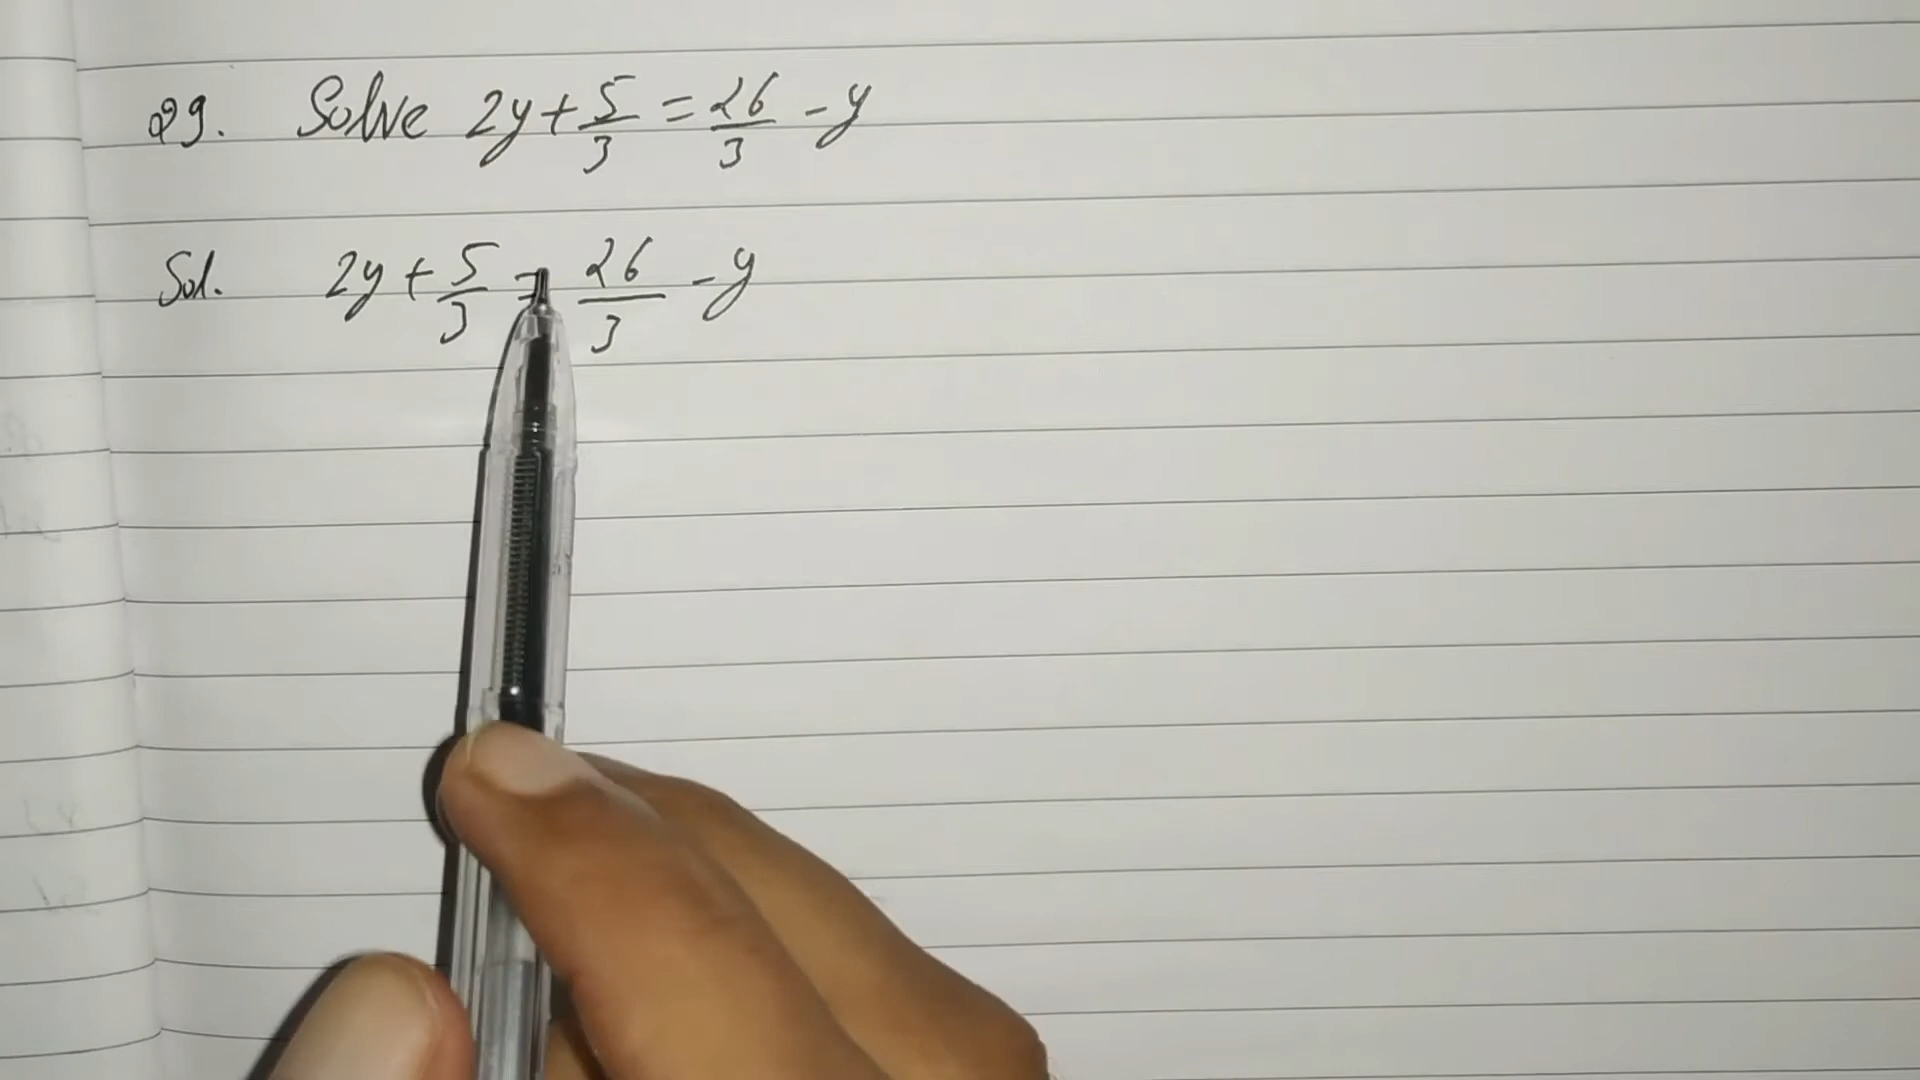 Q9. Solve 2y + 5/3 = 26/3 - y
Sol. 2y + 5/3 = 26/3 - y